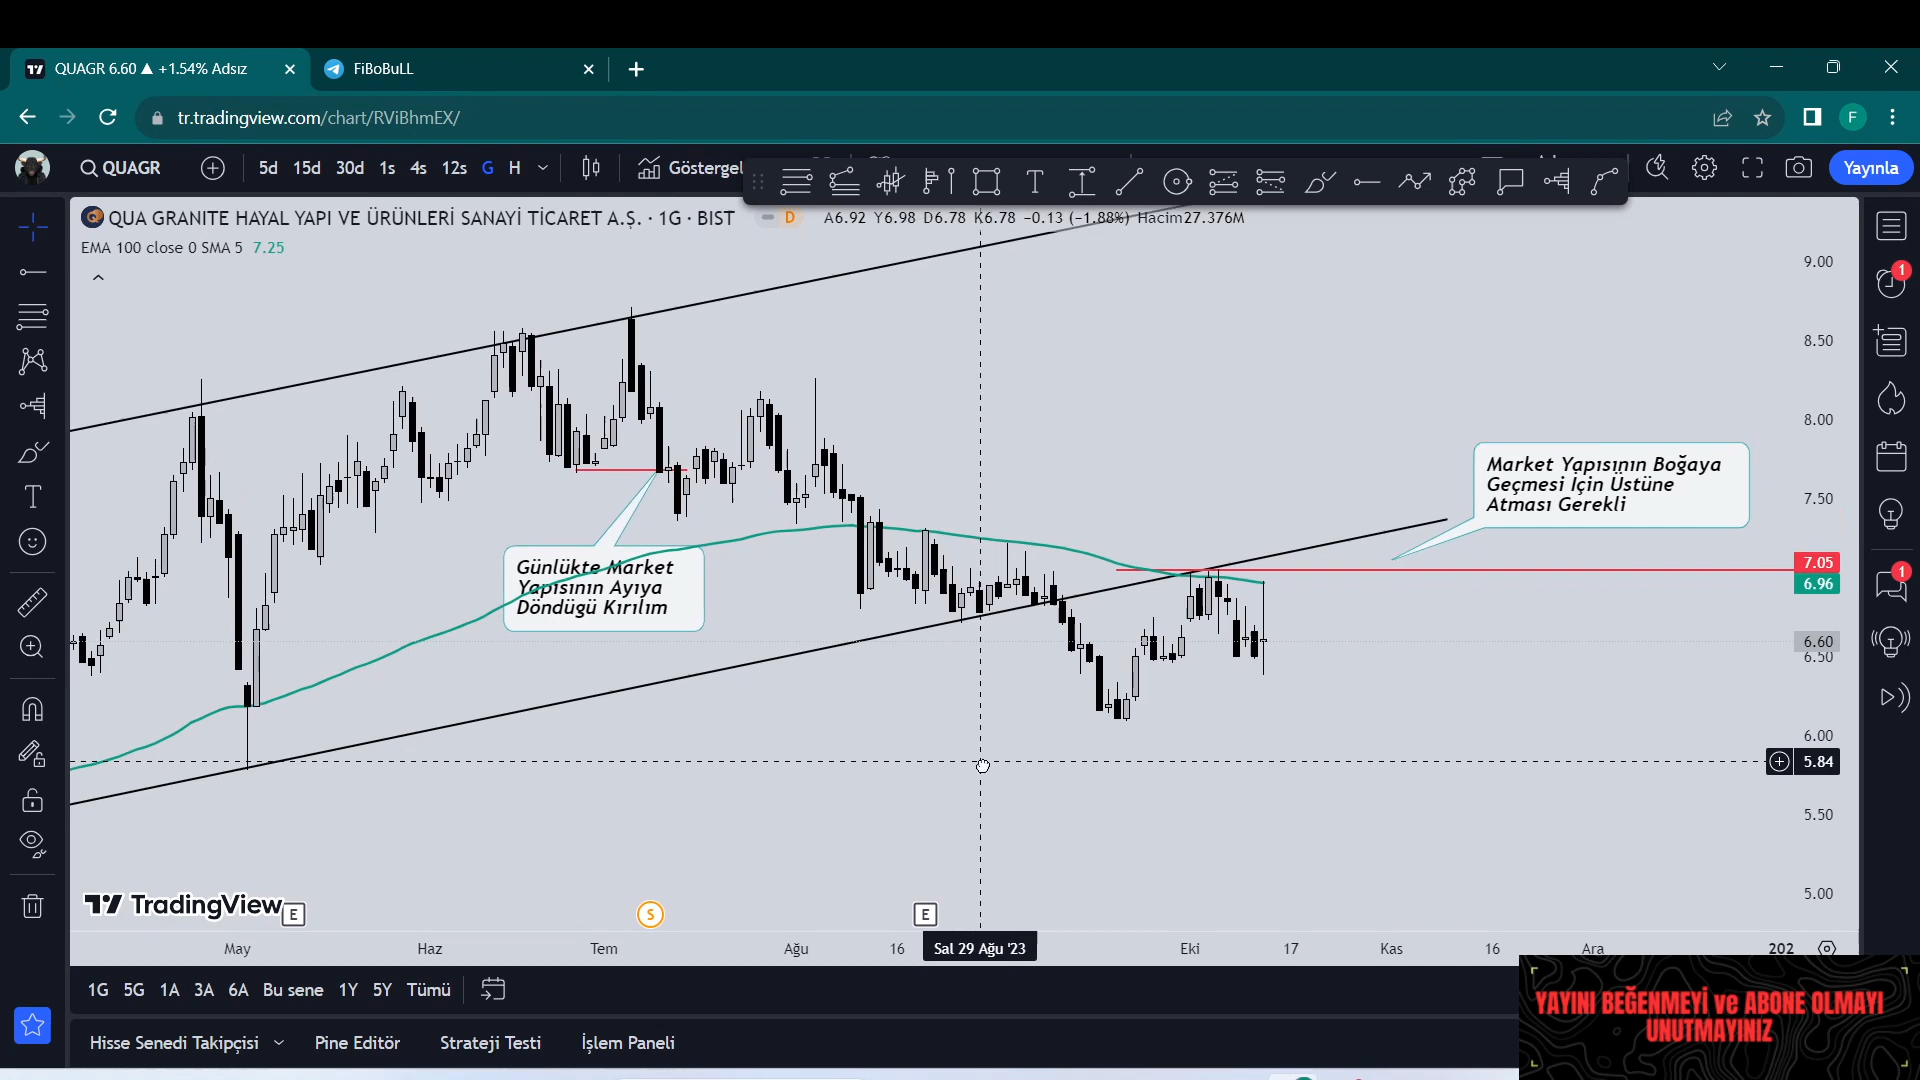 QUAGR 6.60 ▲ +1.54% Adsız
FiBoBuLL
tr.tradingview.com/chart/RViBhmEX/
F
QUAGR
5d 15d 30d 1s 4s 12s G H
Göstergel
Yayınla
QUA GRANITE HAYAL YAPI VE ÜRÜNLERİ SANAYİ TİCARET A.Ş. · 1G · BIST
D
A6.92 Y6.98 D6.78 K6.78 −0.13 (−1.88%) Hacim27.376M
EMA 100 close 0 SMA 5 7.25
9.00
8.50
8.00
7.50
7.05
6.96
6.60
6.50
6.00
5.84
5.50
5.00
Market Yapısının Boğaya
Geçmesi İçin Üstüne
Atması Gerekli
Günlükte Market
Yapısının Ayıya
Döndüğü Kırılım
1
1
TradingView
E
S
E
May Haz Tem Ağu 16 Sal 29 Ağu '23 Eki 17 Kas 16 Ara 202
1G 5G 1A 3A 6A Bu sene 1Y 5Y Tümü
Hisse Senedi Takipçisi Pine Editör Strateji Testi İşlem Paneli
YAYINI BEĞENMEYİ ve ABONE OLMAYI
UNUTMAYINIZ